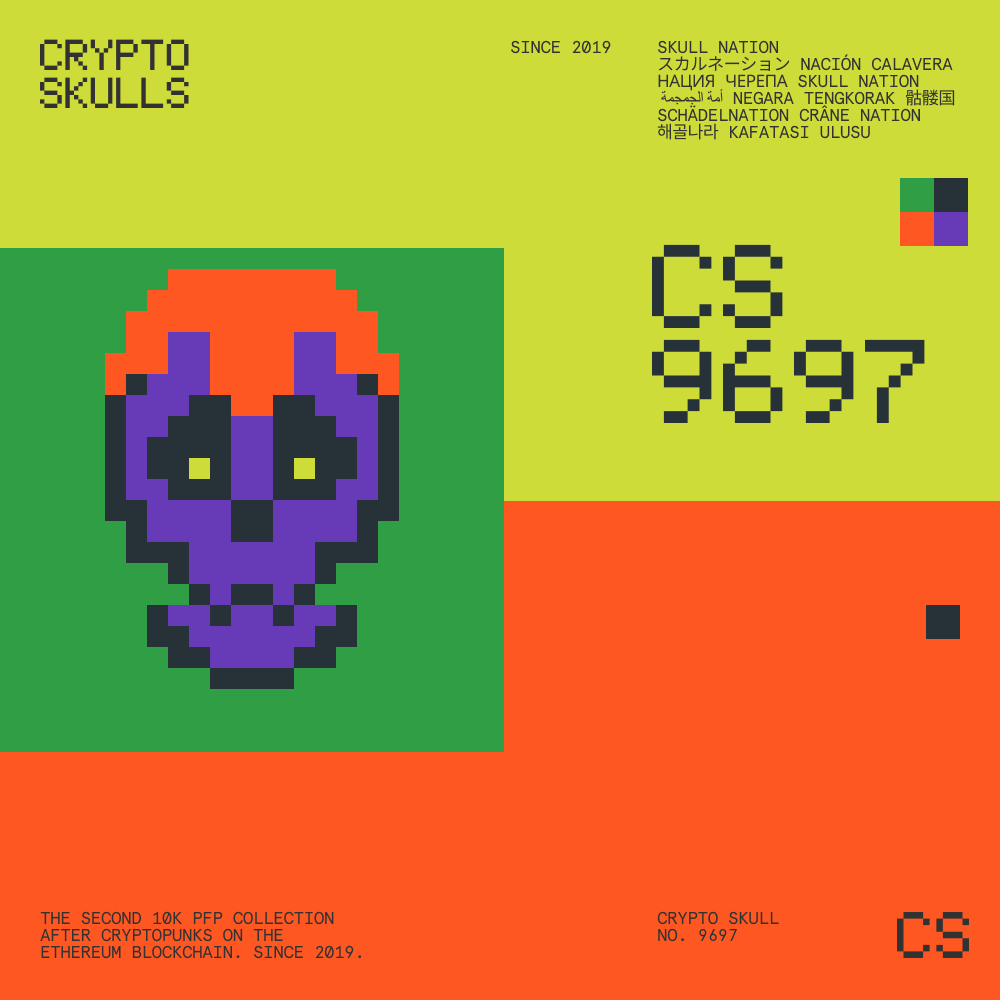 CRYPTO
SKULLS
SINCE 2019
SKULL NATION
スカルネーション NACIÓN CALAVERA
НАЦИЯ ЧЕРЕПА SKULL NATION
أمة الجمجمة NEGARA TENGKORAK 骷髅国
SCHÄDELNATION CRÂNE NATION
해골나라 KAFATASI ULUSU
CS
9697
THE SECOND 10K PFP COLLECTION
AFTER CRYPTOPUNKS ON THE
ETHEREUM BLOCKCHAIN. SINCE 2019.
CRYPTO SKULL
NO. 9697
CS